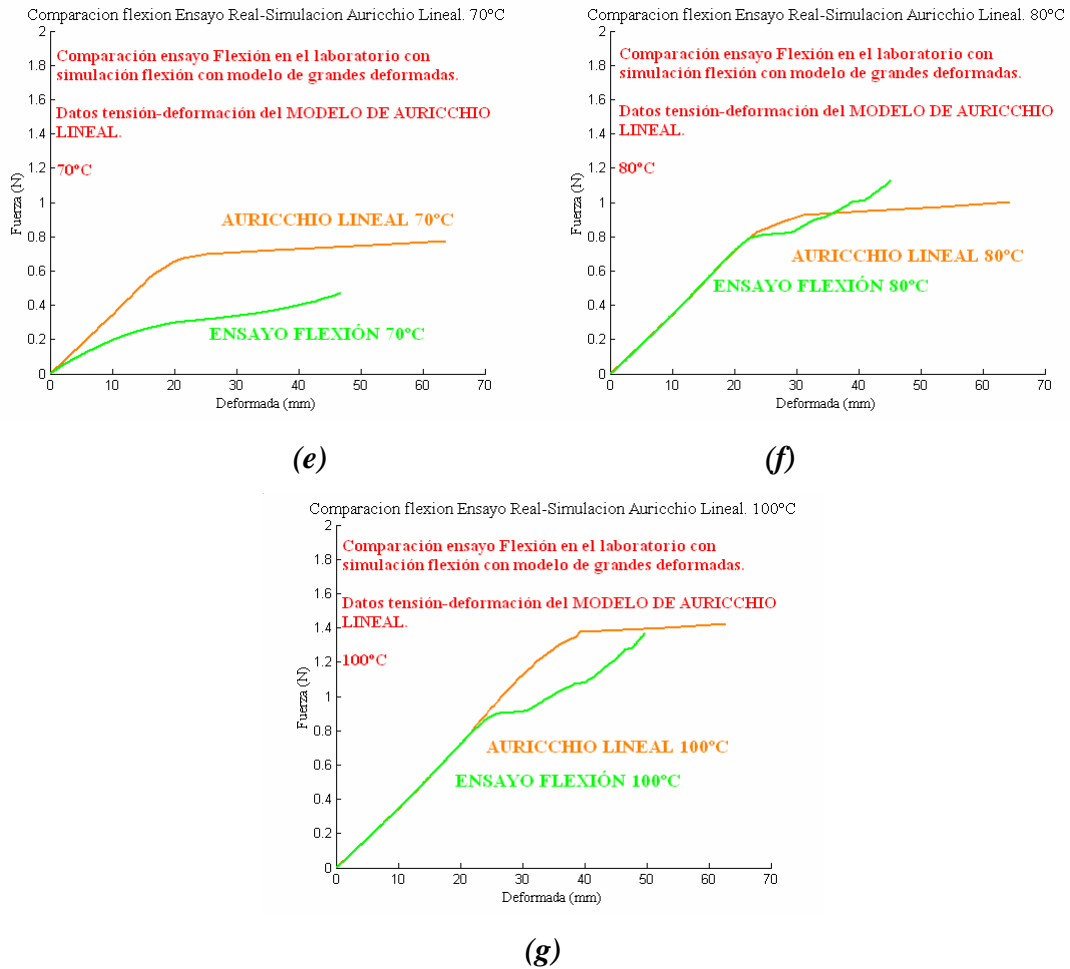 Comparacion flexion Ensayo Real-Simulacion Auricchio Lineal. 70ºC
2
1.8
1.6
1.4
1.2
1
0.8
0.6
0.4
0.2
0
Fuerza (N)
Comparación ensayo Flexión en el laboratorio con
simulación flexión con modelo de grandes deformadas.
Datos tensión-deformación del MODELO DE AURICCHIO
LINEAL.
70ºC
AURICCHIO LINEAL 70ºC
ENSAYO FLEXIÓN 70ºC
0 10 20 30 40 50 60 70
Deformada (mm)
(e)
Comparacion flexion Ensayo Real-Simulacion Auricchio Lineal. 80ºC
2
1.8
1.6
1.4
1.2
1
0.8
0.6
0.4
0.2
0
Fuerza (N)
Comparación ensayo Flexión en el laboratorio con
simulación flexión con modelo de grandes deformadas.
Datos tensión-deformación del MODELO DE AURICCHIO
LINEAL.
80ºC
AURICCHIO LINEAL 80ºC
ENSAYO FLEXIÓN 80ºC
0 10 20 30 40 50 60 70
Deformada (mm)
(f)
Comparacion flexion Ensayo Real-Simulacion Auricchio Lineal. 100ºC
2
1.8
1.6
1.4
1.2
1
0.8
0.6
0.4
0.2
0
Fuerza (N)
Comparación ensayo Flexión en el laboratorio con
simulación flexión con modelo de grandes deformadas.
Datos tensión-deformación del MODELO DE AURICCHIO
LINEAL.
100ºC
AURICCHIO LINEAL 100ºC
ENSAYO FLEXIÓN 100ºC
0 10 20 30 40 50 60 70
Deformada (mm)
(g)